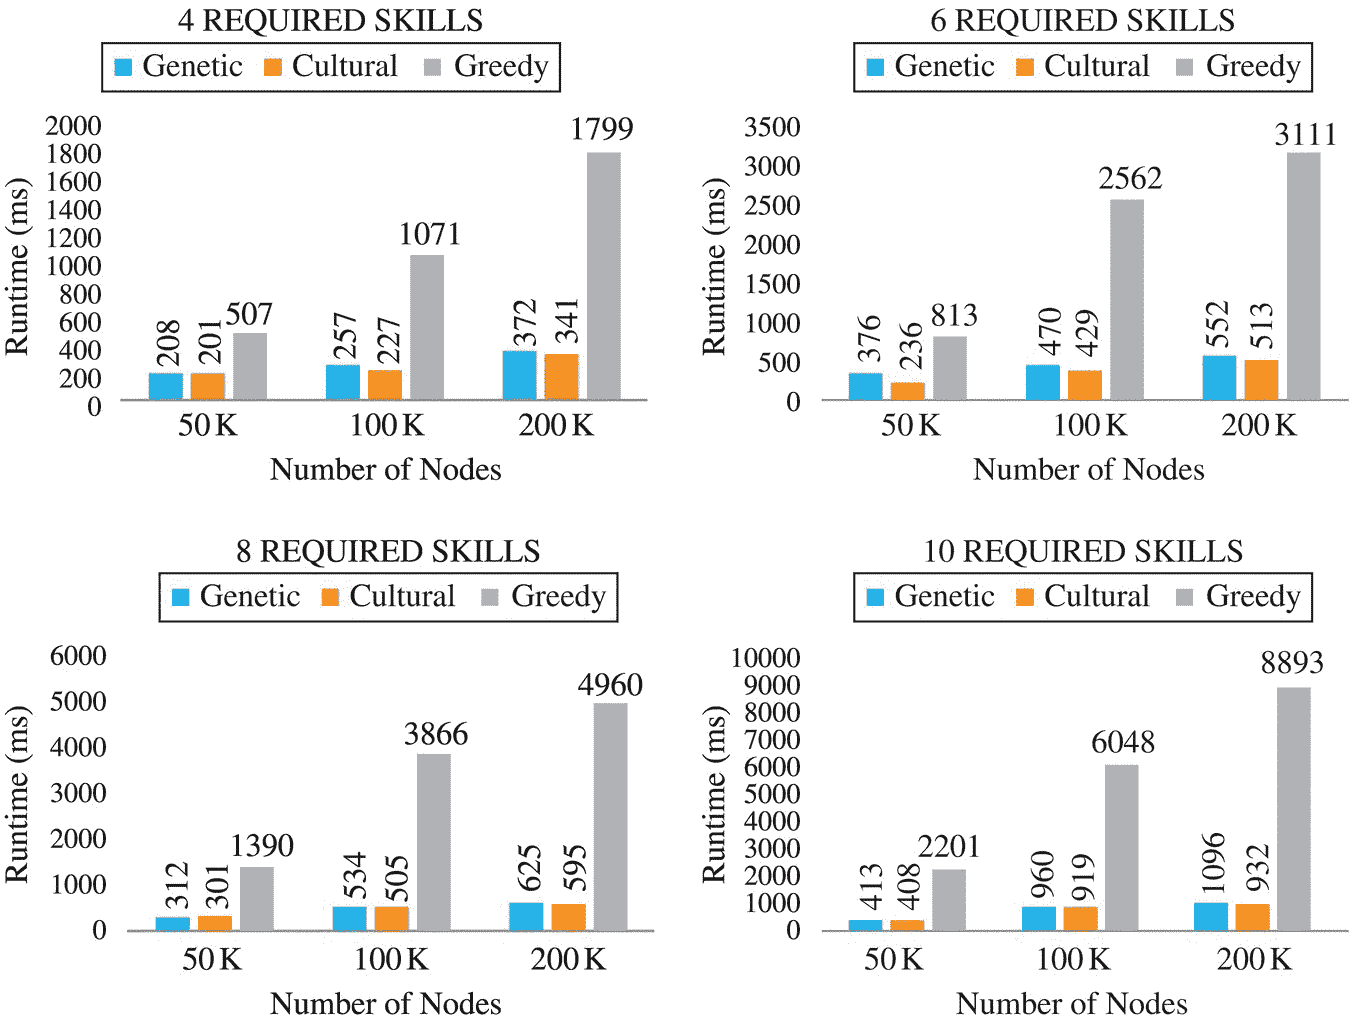 4 REQUIRED SKILLS
Genetic Cultural Greedy
Runtime (ms)
2000
1800
1600
1400
1200
1000
800
600
400
200
0
208 201 507
257 227 1071
372 341 1799
50 K 100 K 200 K
Number of Nodes
6 REQUIRED SKILLS
Genetic Cultural Greedy
Runtime (ms)
3500
3000
2500
2000
1500
1000
500
0
376 236 813
470 429 2562
552 513 3111
50 K 100 K 200 K
Number of Nodes
8 REQUIRED SKILLS
Genetic Cultural Greedy
Runtime (ms)
6000
5000
4000
3000
2000
1000
0
312 301 1390
534 505 3866
625 595 4960
50 K 100 K 200 K
Number of Nodes
10 REQUIRED SKILLS
Genetic Cultural Greedy
Runtime (ms)
10000
9000
8000
7000
6000
5000
4000
3000
2000
1000
0
413 408 2201
960 919 6048
1096 932 8893
50 K 100 K 200 K
Number of Nodes